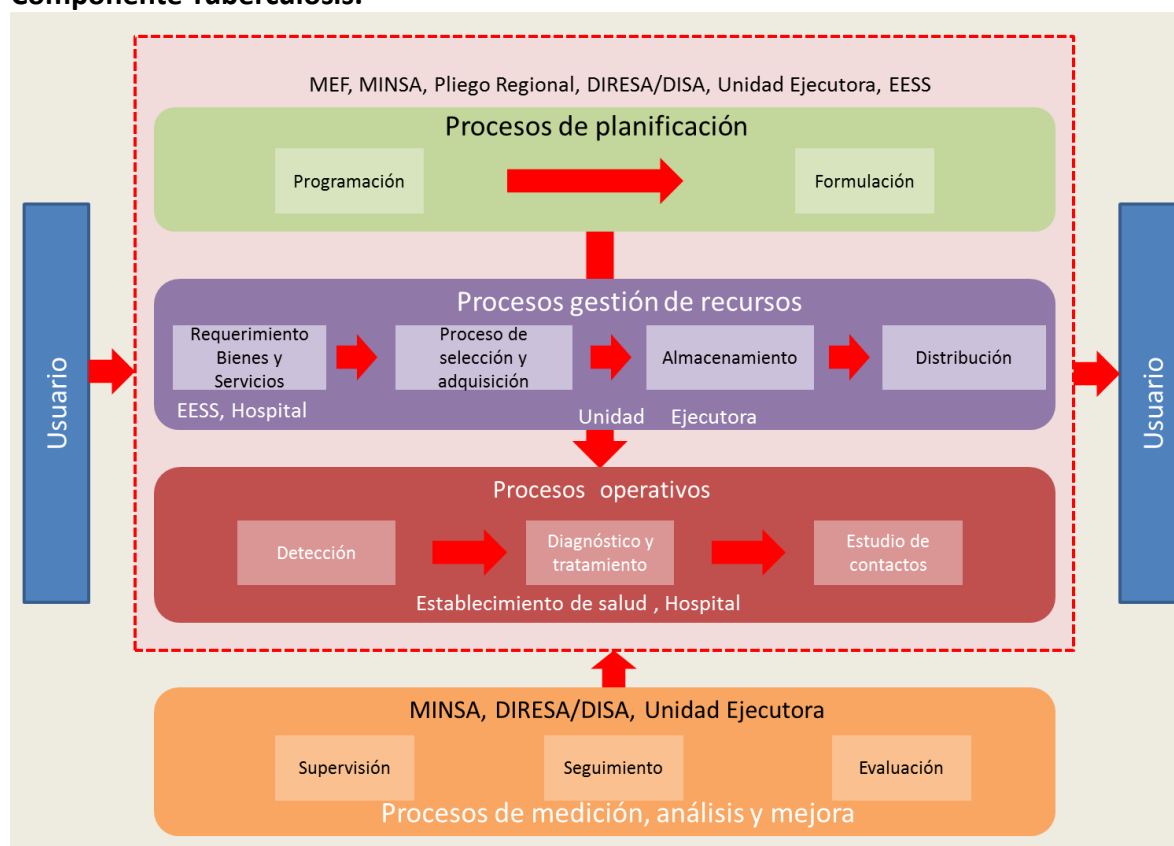 Componente Tuberculosis.
MEF, MINSA, Pliego Regional, DIRESA/DISA, Unidad Ejecutora, EESS
Procesos de planificación
Programación
Formulación
Usuario
Procesos gestión de recursos
Requerimiento
Bienes y
Servicios
Proceso de
selección y
adquisición
Almacenamiento
Distribución
EESS, Hospital
Unidad Ejecutora
Procesos operativos
Detección
Diagnóstico y
tratamiento
Estudio de
contactos
Establecimiento de salud , Hospital
Usuario
MINSA, DIRESA/DISA, Unidad Ejecutora
Supervisión
Seguimiento
Evaluación
Procesos de medición, análisis y mejora